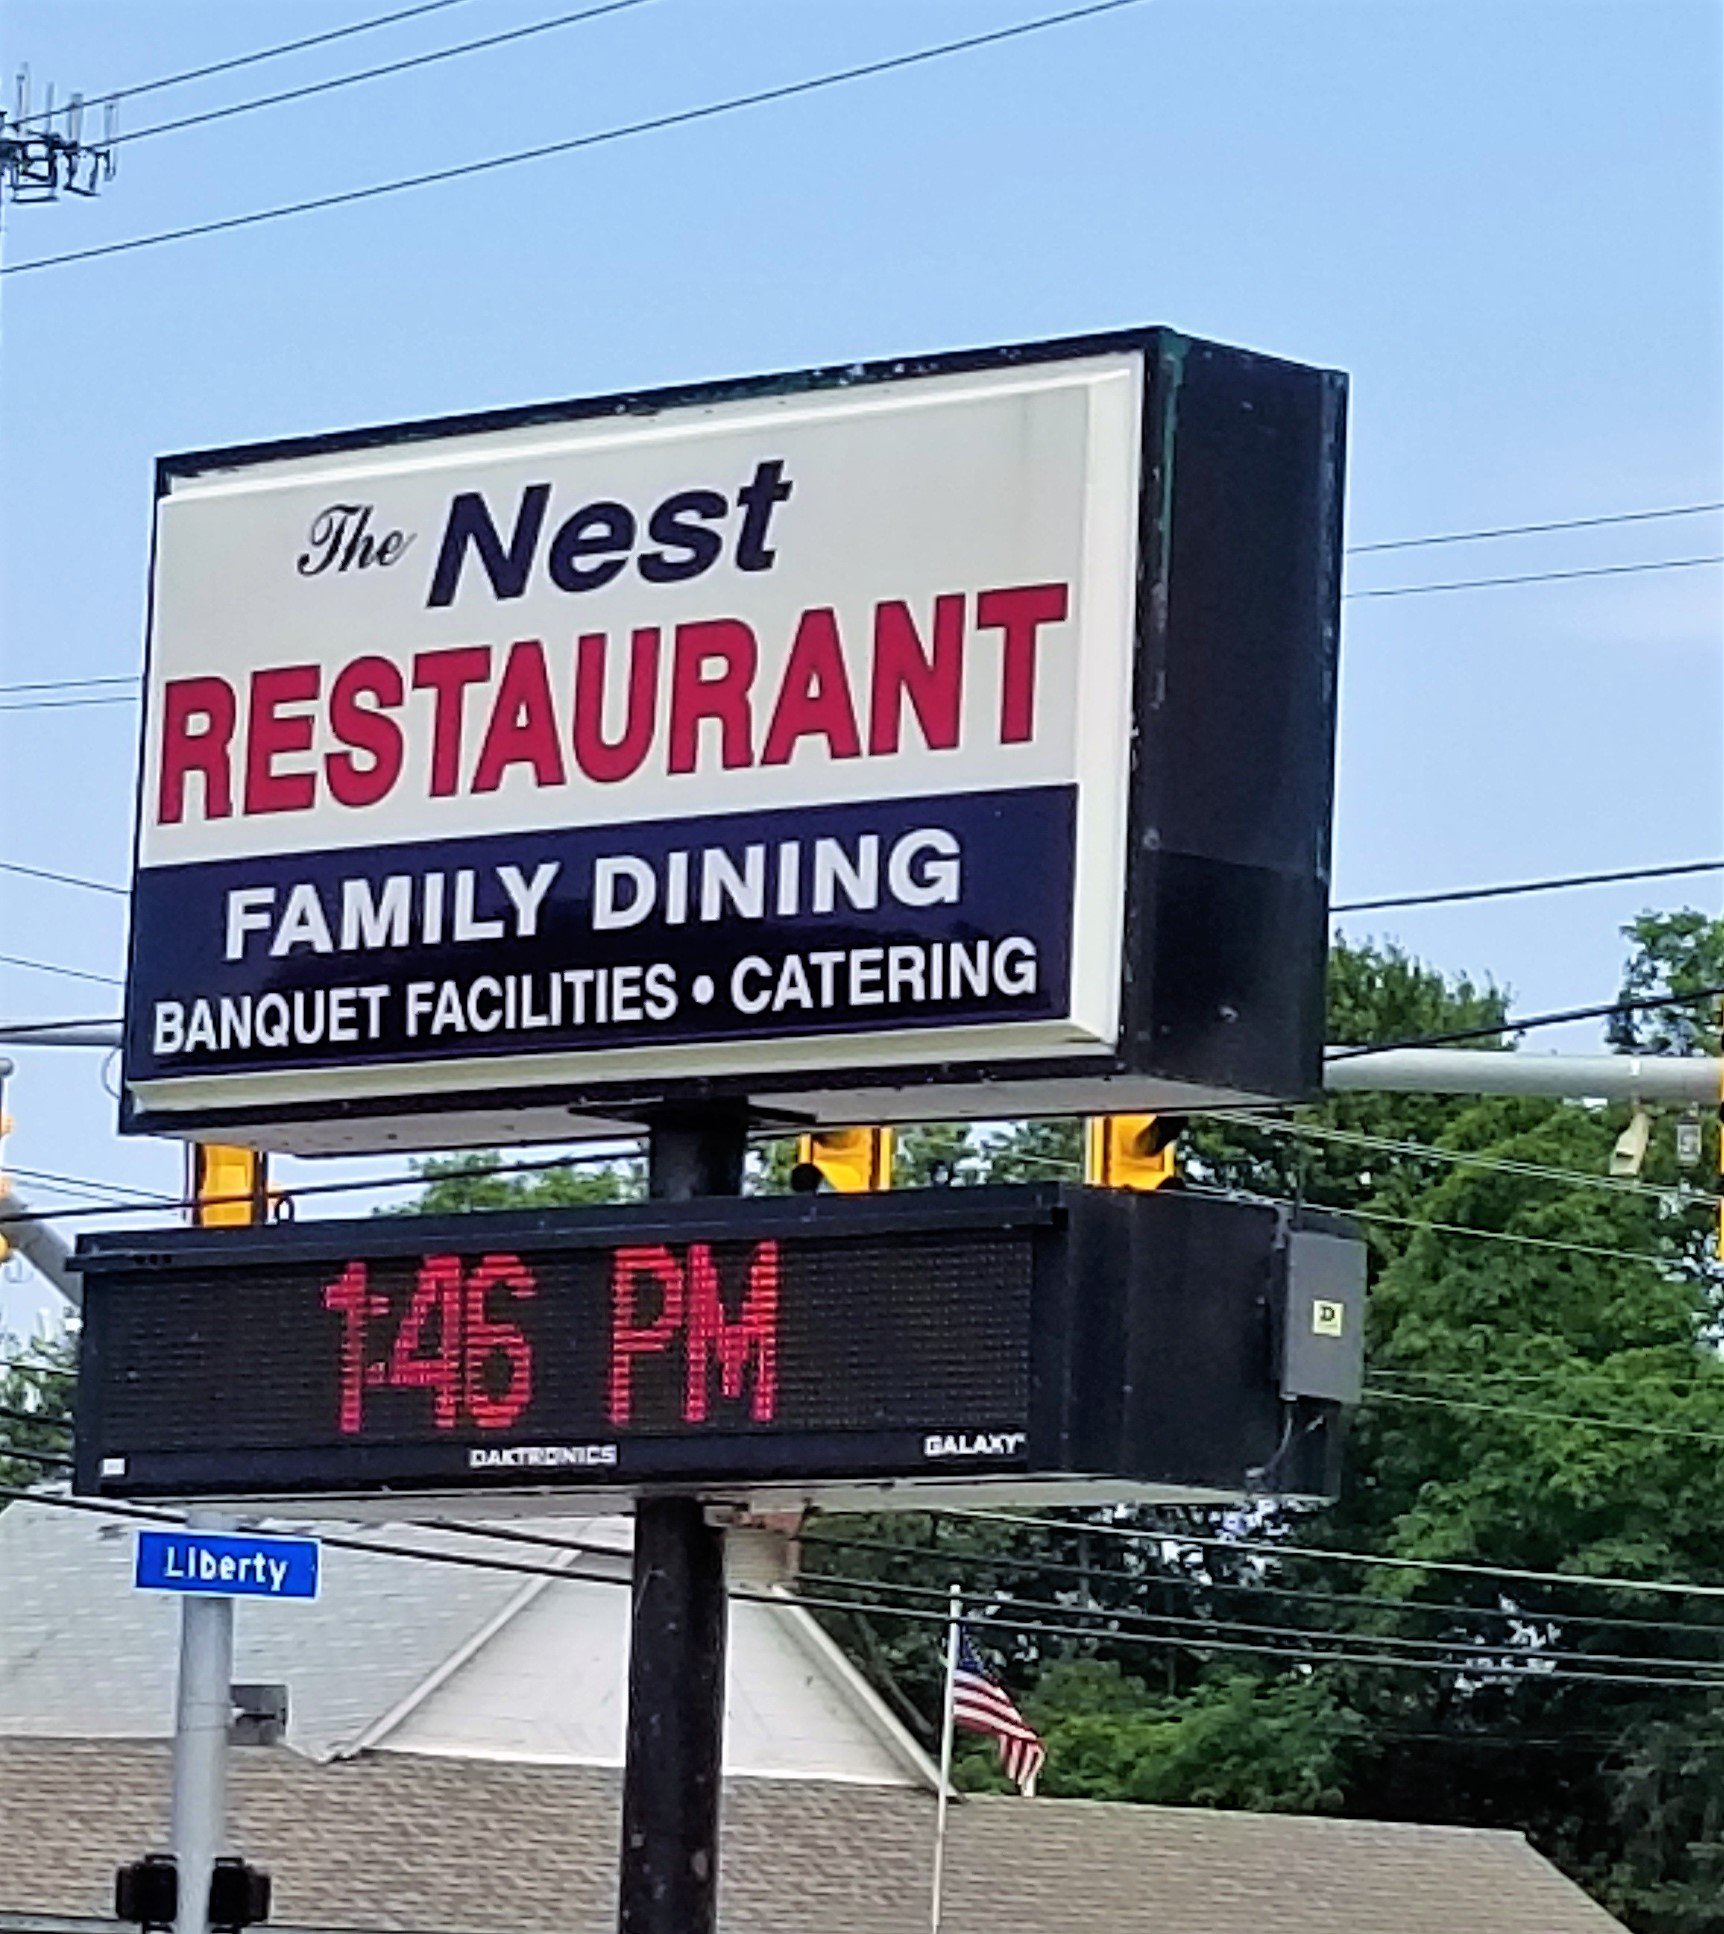 The Nest
RESTAURANT
FAMILY DINING
BANQUET FACILITIES • CATERING
1:46 PM
DAKTRONICS GALAXY®
D
Liberty